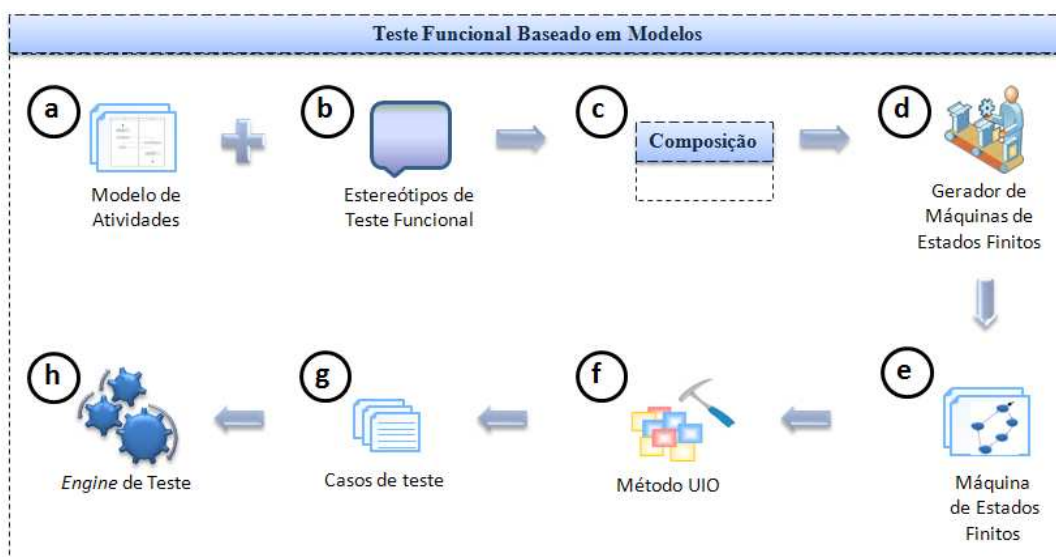 Teste Funcional Baseado em Modelos
a
Modelo de
Atividades
b
Estereótipos de
Teste Funcional
c
Composição
d
Gerador de
Máquinas de
Estados Finitos
e
Máquina
de Estados
Finitos
f
Método UIO
g
Casos de teste
h
Engine de Teste